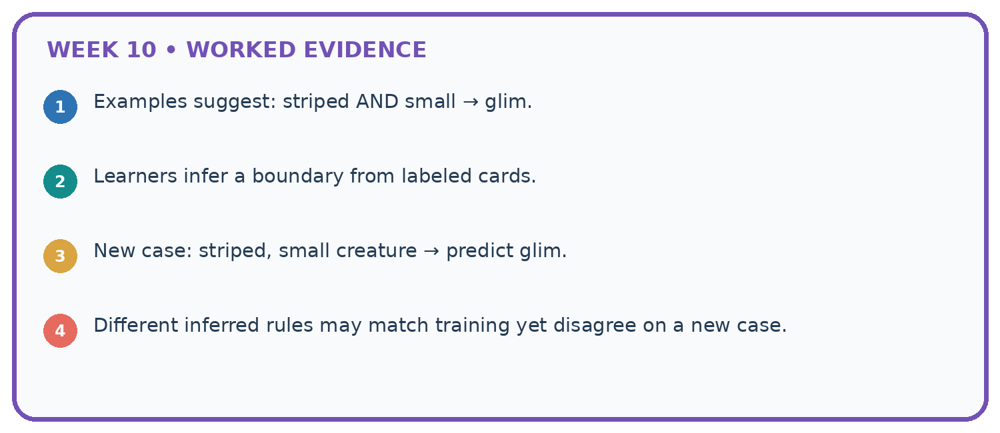 WEEK 10 • WORKED EVIDENCE
1 Examples suggest: striped AND small → glim.
2 Learners infer a boundary from labeled cards.
3 New case: striped, small creature → predict glim.
4 Different inferred rules may match training yet disagree on a new case.